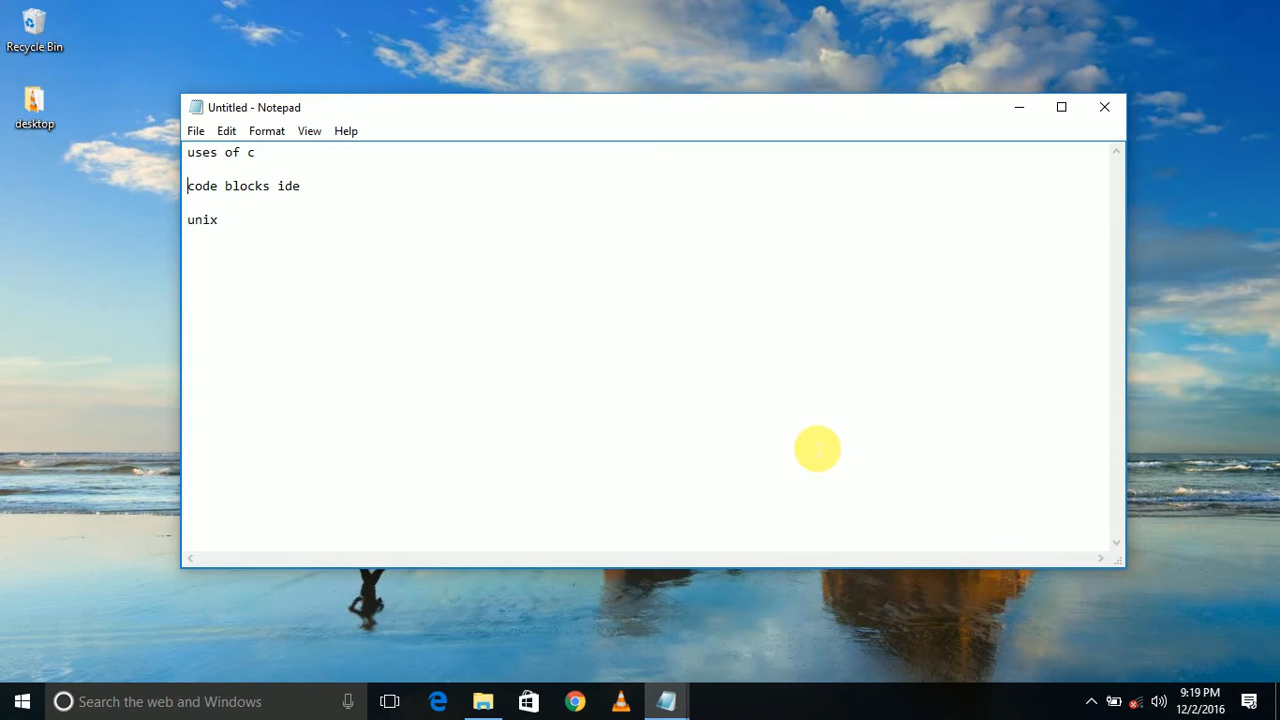 Recycle Bin
desktop
Untitled - Notepad
File Edit Format View Help
uses of c
code blocks ide
unix
Search the web and Windows
9:19 PM
12/2/2016